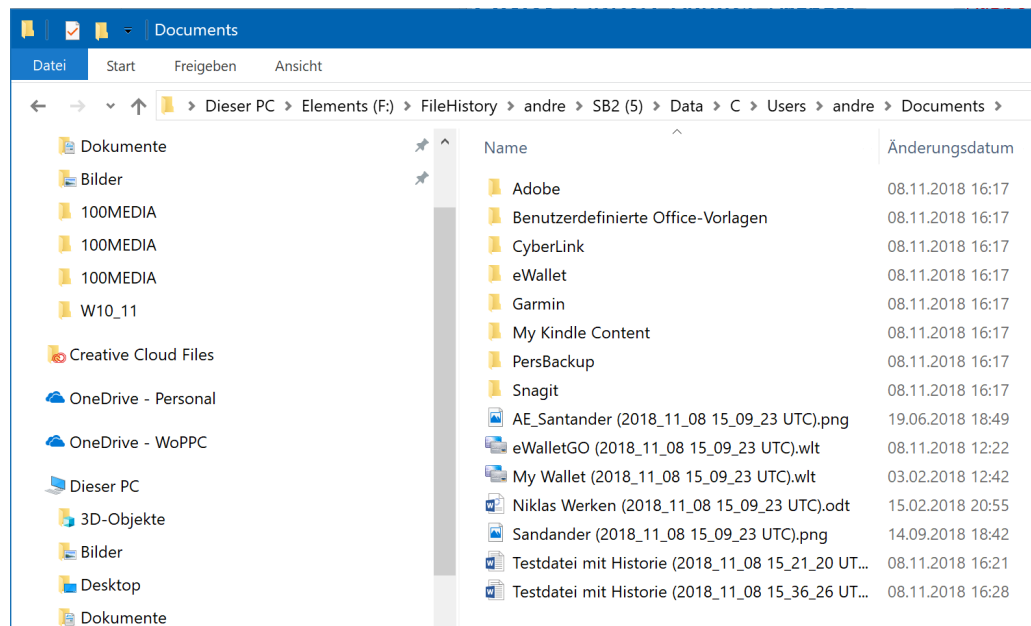 Documents
Datei Start Freigeben Ansicht
Dieser PC > Elements (F:) > FileHistory > andre > SB2 (5) > Data > C > Users > andre > Documents >
Dokumente
Bilder
100MEDIA
100MEDIA
100MEDIA
W10_11
Creative Cloud Files
OneDrive - Personal
OneDrive - WoPPC
Dieser PC
3D-Objekte
Bilder
Desktop
Dokumente
Name Änderungsdatum
Adobe 08.11.2018 16:17
Benutzerdefinierte Office-Vorlagen 08.11.2018 16:17
CyberLink 08.11.2018 16:17
eWallet 08.11.2018 16:17
Garmin 08.11.2018 16:17
My Kindle Content 08.11.2018 16:17
PersBackup 08.11.2018 16:17
Snagit 08.11.2018 16:17
AE_Santander (2018_11_08 15_09_23 UTC).png 19.06.2018 18:49
eWalletGO (2018_11_08 15_09_23 UTC).wlt 08.11.2018 12:22
My Wallet (2018_11_08 15_09_23 UTC).wlt 03.02.2018 12:42
Niklas Werken (2018_11_08 15_09_23 UTC).odt 15.02.2018 20:55
Sandander (2018_11_08 15_09_23 UTC).png 14.09.2018 18:42
Testdatei mit Historie (2018_11_08 15_21_20 UT... 08.11.2018 16:21
Testdatei mit Historie (2018_11_08 15_36_26 UT... 08.11.2018 16:28